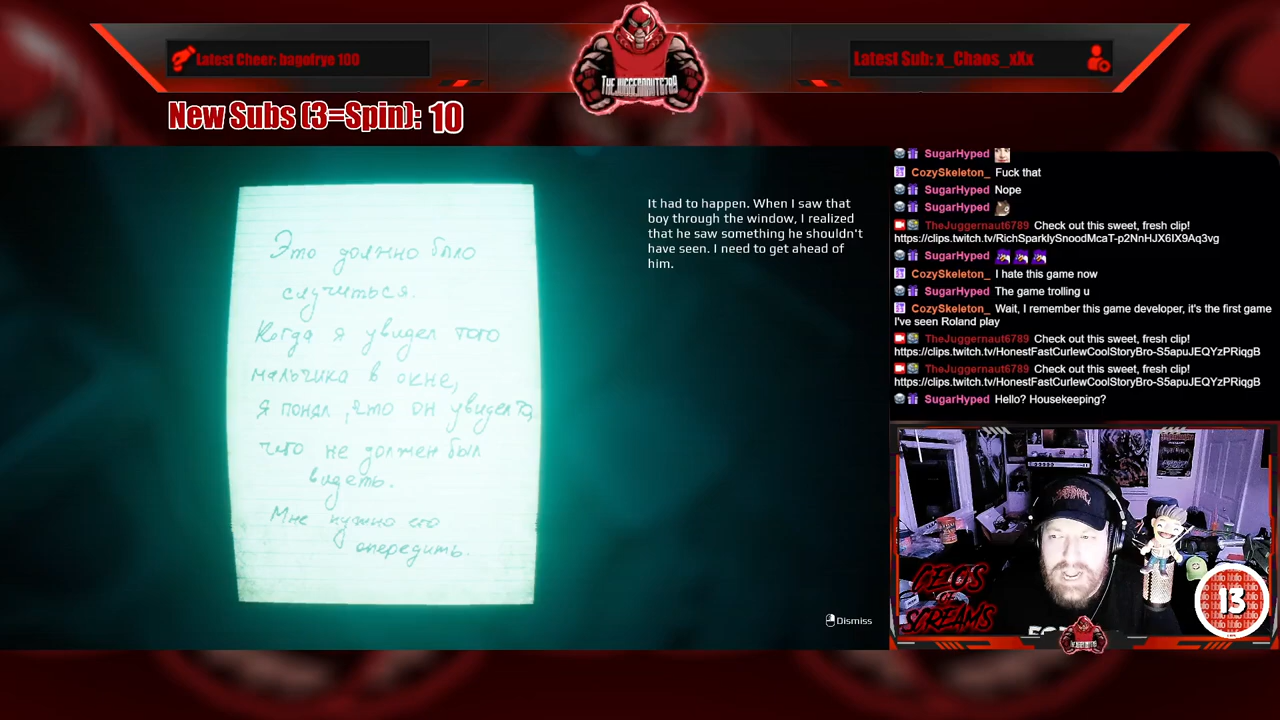 Latest Cheer: bagofrye 100
THEJUGGERNAUT6789
Latest Sub: x_Chaos_xXx
New Subs (3=Spin): 10
Это должно было
случиться.
Когда я увидел того
мальчика в окне,
я понял, что он увидел то,
что не должен был
видеть.
Мне нужно его
опередить.
It had to happen. When I saw that
boy through the window, I realized
that he saw something he shouldn't
have seen. I need to get ahead of
him.
Dismiss
SugarHyped
CozySkeleton_ Fuck that
SugarHyped Nope
SugarHyped
TheJuggernaut6789 Check out this sweet, fresh clip!
https://clips.twitch.tv/RichSparklySnoodMcaT-p2NnHJX6IX9Aq3vg
SugarHyped
CozySkeleton_ I hate this game now
SugarHyped The game trolling u
CozySkeleton_ Wait, I remember this game developer, it's the first game
I've seen Roland play
TheJuggernaut6789 Check out this sweet, fresh clip!
https://clips.twitch.tv/HonestFastCurlewCoolStoryBro-S5apuJEQYzPRiqgB
TheJuggernaut6789 Check out this sweet, fresh clip!
https://clips.twitch.tv/HonestFastCurlewCoolStoryBro-S5apuJEQYzPRiqgB
SugarHyped Hello? Housekeeping?
SCREAMS
13